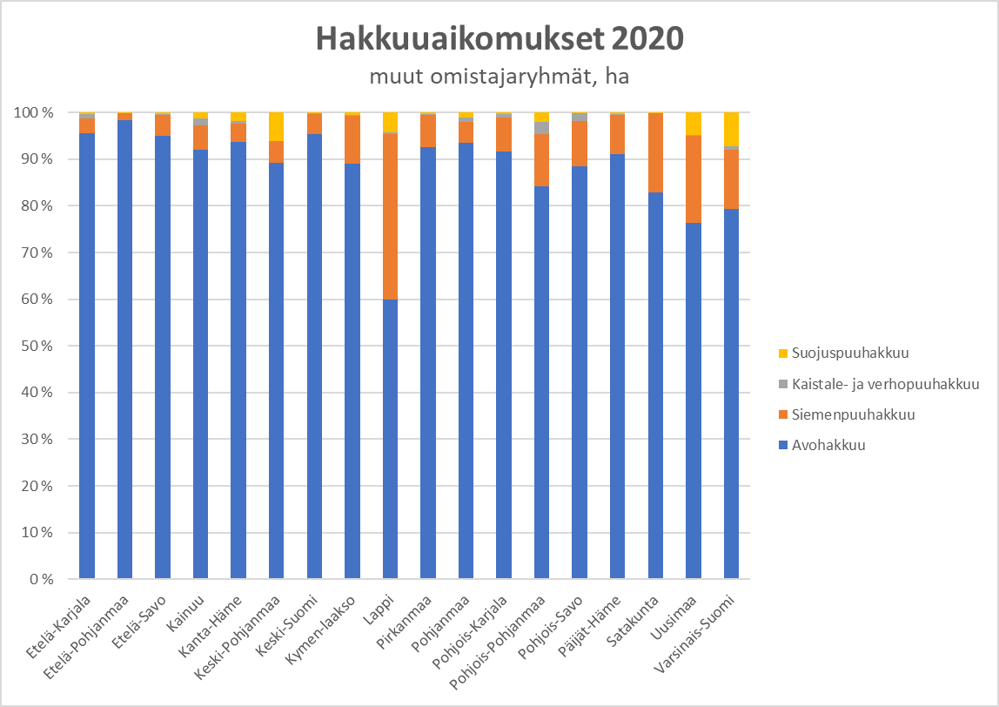 Hakkuuaikomukset 2020
muut omistajaryhmät, ha
100 %
90 %
80 %
70 %
60 %
50 %
40 %
30 %
20 %
10 %
0 %
Etelä-Karjala
Etelä-Pohjanmaa
Etelä-Savo
Kainuu
Kanta-Häme
Keski-Pohjanmaa
Keski-Suomi
Kymen-laakso
Lappi
Pirkanmaa
Pohjanmaa
Pohjois-Karjala
Pohjois-Pohjanmaa
Pohjois-Savo
Päijät-Häme
Satakunta
Uusimaa
Varsinais-Suomi
Suojuspuuhakkuu
Kaistale- ja verhopuuhakkuu
Siemenpuuhakkuu
Avohakkuu